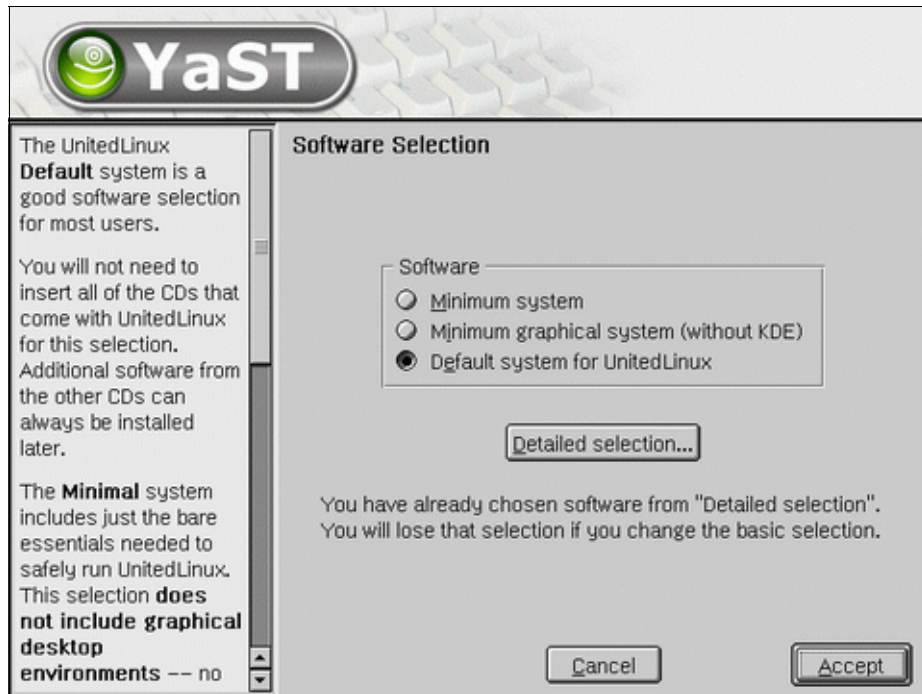 YaST
The UnitedLinux
Default system is a
good software selection
for most users.
You will not need to
insert all of the CDs that
come with UnitedLinux
for this selection.
Additional software from
the other CDs can
always be installed
later.
The Minimal system
includes just the bare
essentials needed to
safely run UnitedLinux.
This selection does
not include graphical
desktop
environments -- no
Software Selection
Software
Minimum system
Minimum graphical system (without KDE)
Default system for UnitedLinux
Detailed selection...
You have already chosen software from "Detailed selection".
You will lose that selection if you change the basic selection.
Cancel
Accept